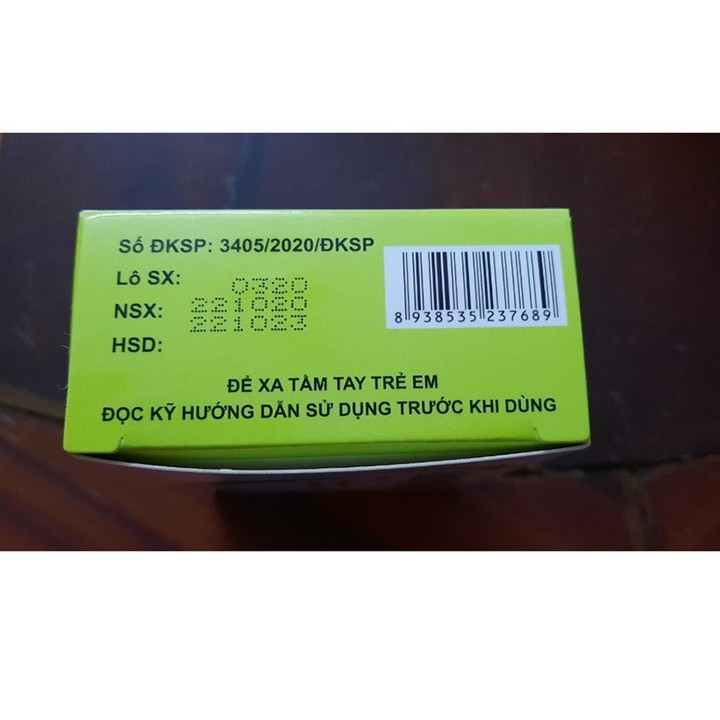 Số ĐKSP: 3405/2020/ĐKSP
Lô SX: 0320
NSX: 221020
HSD: 221023
8 938535 237689
ĐỂ XA TẦM TAY TRẺ EM
ĐỌC KỸ HƯỚNG DẪN SỬ DỤNG TRƯỚC KHI DÙNG